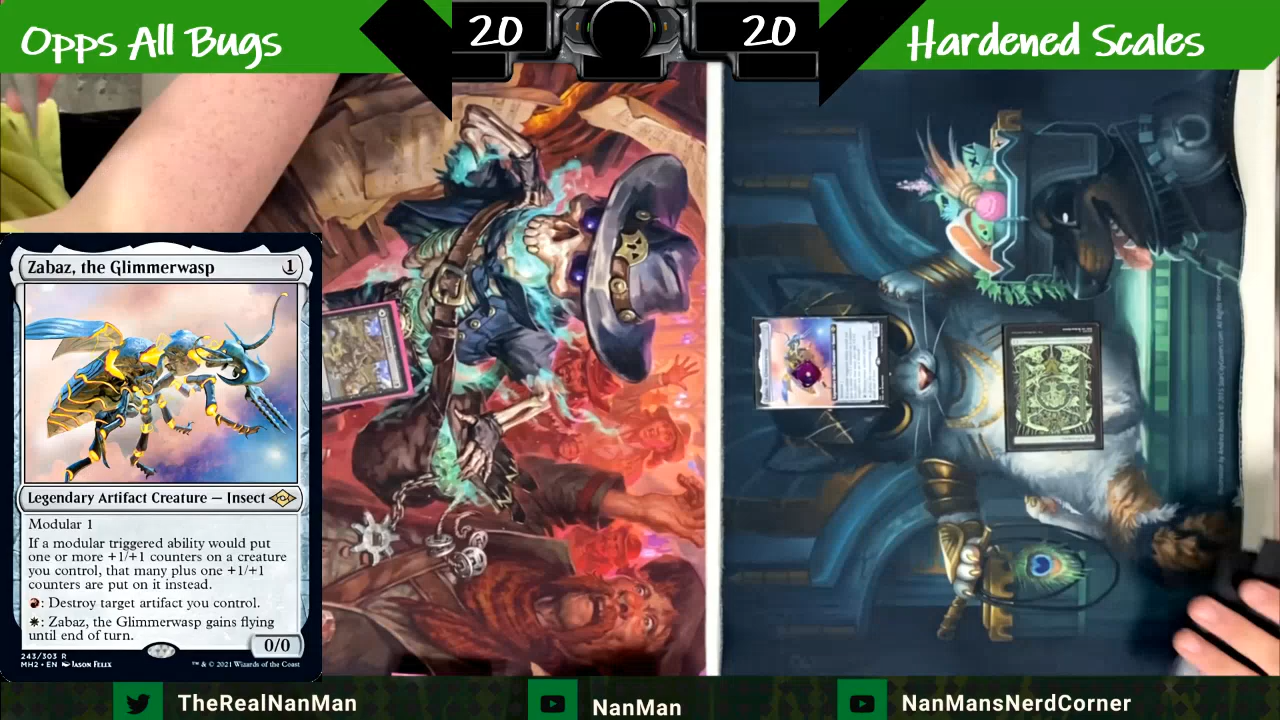 Opps All Bugs
20
20
Hardened Scales
Zabaz, the Glimmerwasp
1
Legendary Artifact Creature — Insect
Modular 1
If a modular triggered ability would put
one or more +1/+1 counters on a creature
you control, that many plus one +1/+1
counters are put on it instead.
: Destroy target artifact you control.
: Zabaz, the Glimmerwasp gains flying
until end of turn.
0/0
243/303 R
MH2 • EN Jason Felix
™ & © 2021 Wizards of the Coast
TheRealNanMan
NanMan
NanMansNerdCorner